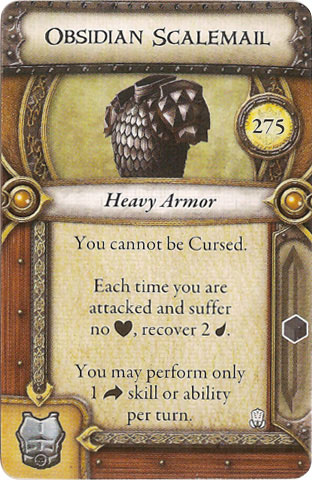 Obsidian Scalemail
275
Heavy Armor
You cannot be Cursed.
Each time you are
attacked and suffer
no ♥, recover 2 .
You may perform only
1 skill or ability
per turn.